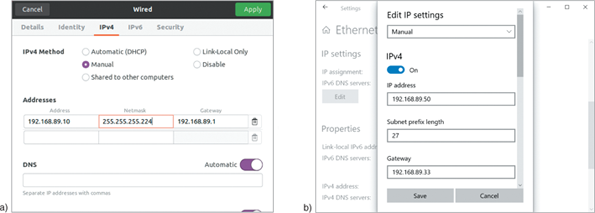 Cancel Wired Apply
Details Identity IPv4 IPv6 Security
IPv4 Method Automatic (DHCP) Link-Local Only
Manual Disable
Shared to other computers
Addresses
Address Netmask Gateway
192.168.89.10 255.255.255.224 192.168.89.1
DNS Automatic
Separate IP addresses with commas
a)
Settings
Ethernet
IP settings
IP assignment:
IPv6 DNS servers:
Edit
Properties
Link-local IPv6 addre
IPv6 DNS servers:
IPv4 address:
IPv4 DNS servers:
Edit IP settings
Manual
IPv4
On
IP address
192.168.89.50
Subnet prefix length
27
Gateway
192.168.89.33
Save Cancel
b)